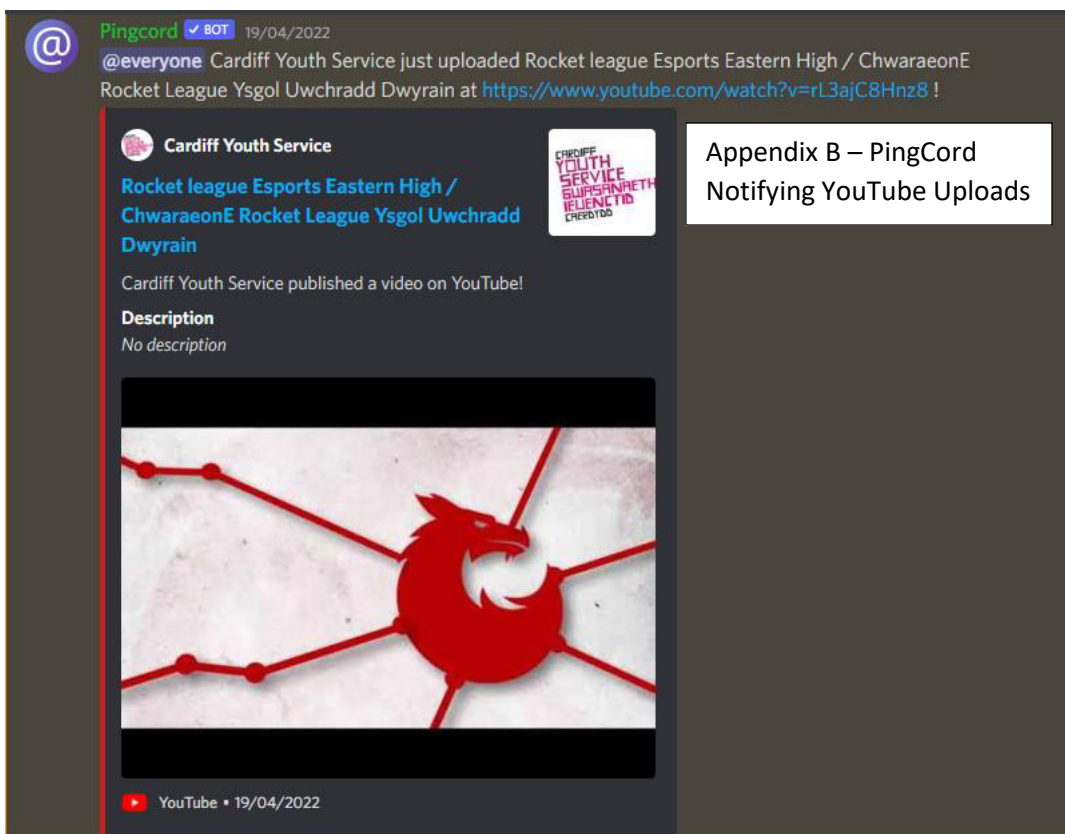 @
Pingcord ✓ BOT 19/04/2022
@everyone Cardiff Youth Service just uploaded Rocket league Esports Eastern High / ChwaraeonE
Rocket League Ysgol Uwchradd Dwyrain at https://www.youtube.com/watch?v=rL3ajC8Hnz8 !
Cardiff Youth Service
Rocket league Esports Eastern High /
ChwaraeonE Rocket League Ysgol Uwchradd
Dwyrain
CARDIFF
YOUTH
SERVICE
GWASANAETH
IEUENCTID
CAERDYDD
Appendix B – PingCord
Notifying YouTube Uploads
Cardiff Youth Service published a video on YouTube!
Description
No description
YouTube • 19/04/2022